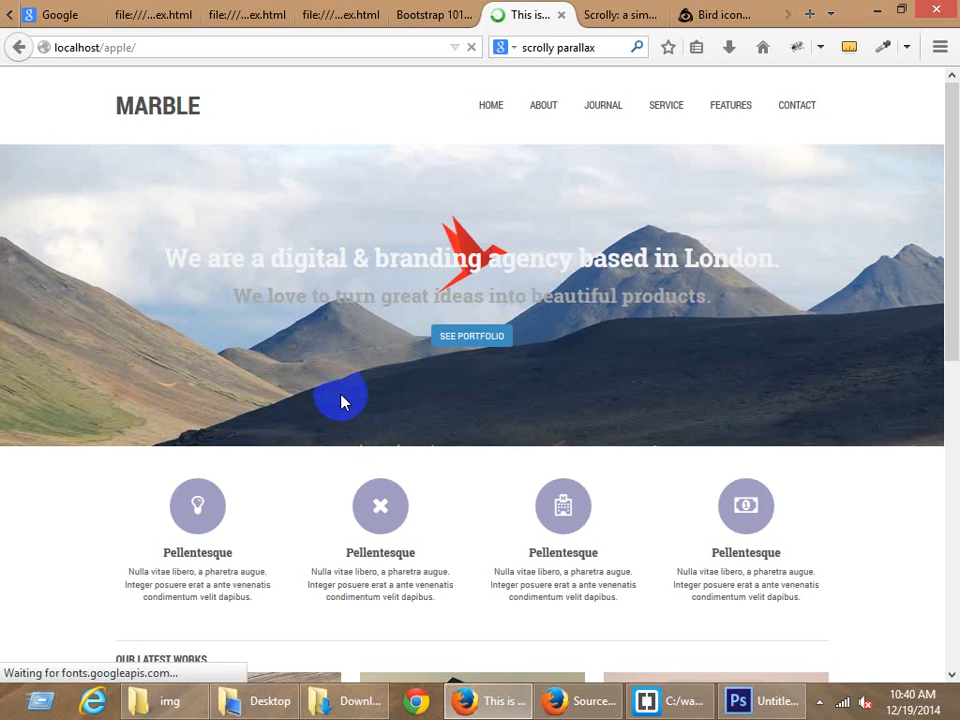 Google
file:///...ex.html
file:///...ex.html
file:///...ex.html
Bootstrap 101...
This is...
Scrolly: a sim...
Bird icon...
localhost/apple/
scrolly parallax
MARBLE
HOME
ABOUT
JOURNAL
SERVICE
FEATURES
CONTACT
We are a digital & branding agency based in London.
We love to turn great ideas into beautiful products.
SEE PORTFOLIO
Pellentesque
Nulla vitae libero, a pharetra augue.
Integer posuere erat a ante venenatis
condimentum velit dapibus.
Pellentesque
Nulla vitae libero, a pharetra augue.
Integer posuere erat a ante venenatis
condimentum velit dapibus.
Pellentesque
Nulla vitae libero, a pharetra augue.
Integer posuere erat a ante venenatis
condimentum velit dapibus.
Pellentesque
Nulla vitae libero, a pharetra augue.
Integer posuere erat a ante venenatis
condimentum velit dapibus.
OUR LATEST WORKS
Waiting for fonts.googleapis.com...
img
Desktop
Downl...
This is ...
Source...
C:/wa...
Ps
Untitle...
10:40 AM
12/19/2014